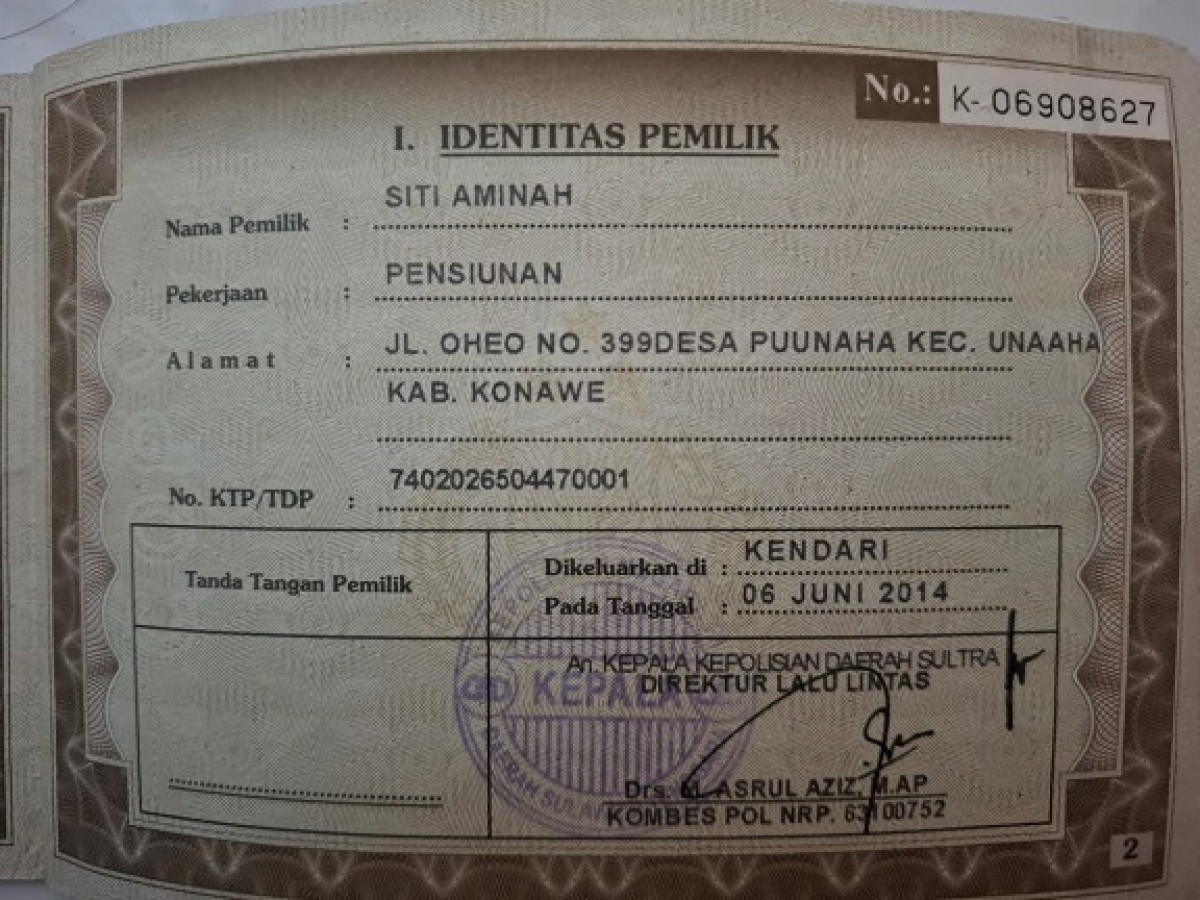 No.: K- 06908627
I. IDENTITAS PEMILIK
Nama Pemilik : SITI AMINAH
Pekerjaan : PENSIUNAN
Alamat : JL. OHEO NO. 399DESA PUUNAHA KEC. UNAAHA
KAB. KONAWE
No. KTP/TDP : 7402026504470001
Tanda Tangan Pemilik
Dikeluarkan di : KENDARI
Pada Tanggal : 06 JUNI 2014
An. KEPALA KEPOLISIAN DAERAH SULTRA
DIREKTUR LALU LINTAS
KEPALA
DAERAH
Drs. M. ASRUL AZIZ, M.AP
KOMBES POL NRP. 63100752
2